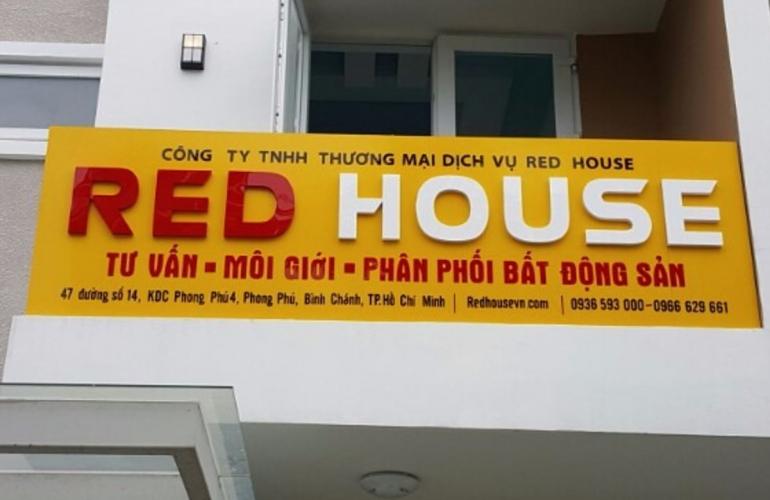 CÔNG TY TNHH THƯƠNG MẠI DỊCH VỤ RED HOUSE
RED HOUSE
TƯ VẤN ▪ MÔI GIỚI ▪ PHÂN PHỐI BẤT ĐỘNG SẢN
47 đường số 14, KDC Phong Phú 4, Phong Phú, Bình Chánh, TP. Hồ Chí Minh | Redhousevn.com | 0936 593 000-0966 629 661